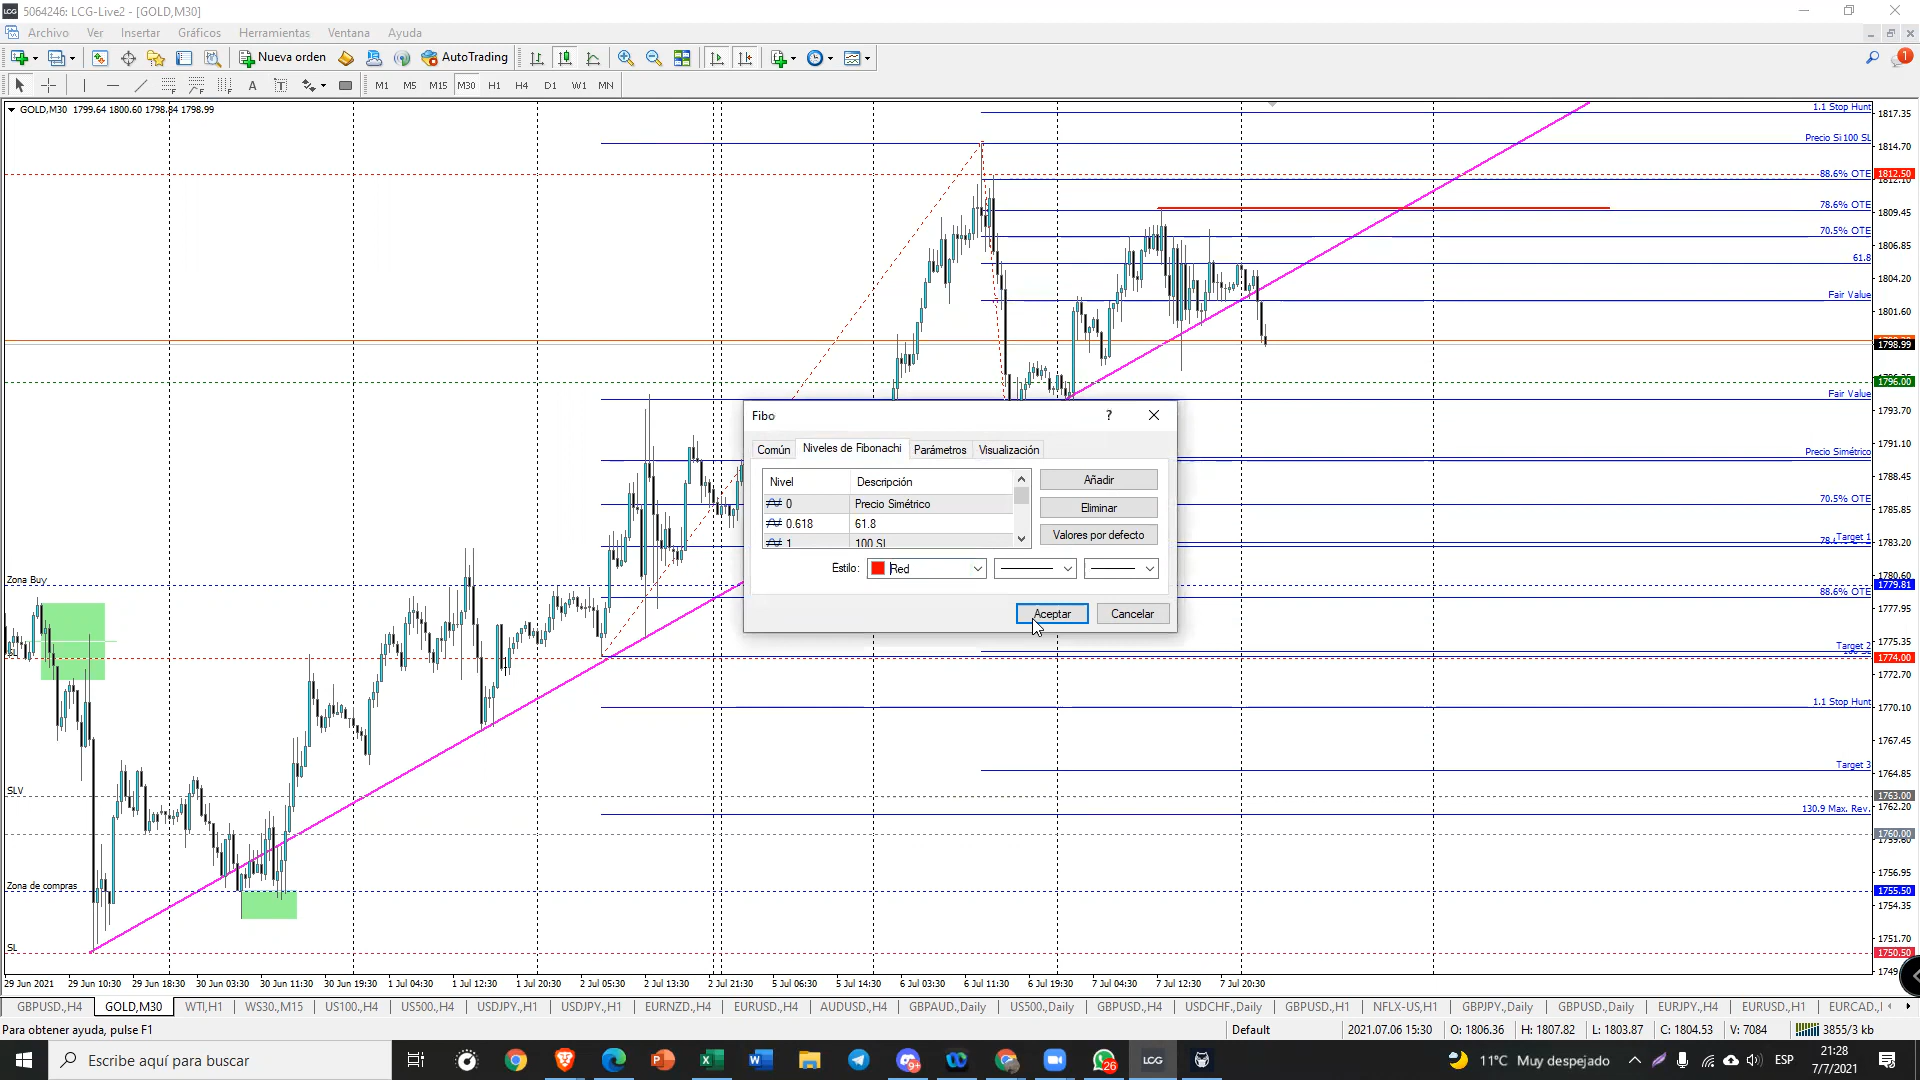 5064246: LCG-Live2 - [GOLD,M30]
Archivo Ver Insertar Gráficos Herramientas Ventana Ayuda
Nueva orden AutoTrading 1
A T M1 M5 M15 M30 H1 H4 D1 W1 MN
GOLD,M30 1799.64 1800.60 1798.84 1798.99
1.1 Stop Hunt
1817.35
Precio Si100 SL
1814.70
88.6% OTE
1812.50
1812.10
78.6% OTE
1809.45
70.5% OTE
1806.85
61.8
1804.20
Fair Value
1801.60
1798.99
1796.00
Fair Value
1793.70
1791.10
Precio Simétrico
1788.45
70.5% OTE
1785.85
Target 1
1783.20
1780.60
Zona Buy
1779.81
88.6% OTE
1777.95
1775.35
Target 2
1774.00
1772.70
1.1 Stop Hunt
1770.10
1767.45
Target 3
1764.85
SLV
1763.00
1762.20
130.9 Max. Rev.
1760.00
1759.60
1756.95
Zona de compras
1755.50
1754.35
1751.70
SL
1750.50
1749.
Fibo ?
Común Niveles de Fibonachi Parámetros Visualización
Nivel Descripción
0 Precio Simétrico
0.618 61.8
1 100 SL
Añadir
Eliminar
Valores por defecto
Estilo: Red
Aceptar Cancelar
29 Jun 2021 29 Jun 10:30 29 Jun 18:30 30 Jun 03:30 30 Jun 11:30 30 Jun 19:30 1 Jul 04:30 1 Jul 12:30 1 Jul 20:30 2 Jul 05:30 2 Jul 13:30 2 Jul 21:30 5 Jul 06:30 5 Jul 14:30 6 Jul 03:30 6 Jul 11:30 6 Jul 19:30 7 Jul 04:30 7 Jul 12:30 7 Jul 20:30
GBPUSD.,H4 GOLD,M30 WTI,H1 WS30.,M15 US100.,H4 US500.,H4 USDJPY.,H1 USDJPY.,H1 EURNZD.,H4 EURUSD.,H4 AUDUSD.,H4 GBPAUD.,Daily US500.,Daily GBPUSD.,H4 USDCHF.,Daily GBPUSD.,H1 NFLX-US,H1 GBPJPY.,Daily GBPUSD.,Daily EURJPY.,H4 EURUSD.,H1 EURCAD.,
Para obtener ayuda, pulse F1
Default 2021.07.06 15:30 O: 1806.36 H: 1807.82 L: 1803.87 C: 1804.53 V: 7084 3855/3 kb
Escribe aquí para buscar
9+ 26 LCG
11°C Muy despejado ESP
21:28
7/7/2021